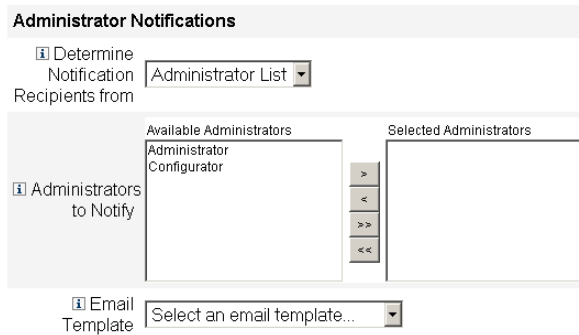 Administrator Notifications
i Determine
Notification
Recipients from
Administrator List
Available Administrators
Selected Administrators
Administrator
Configurator
i Administrators
to Notify
>
<
>>
<<
i Email
Template
Select an email template...